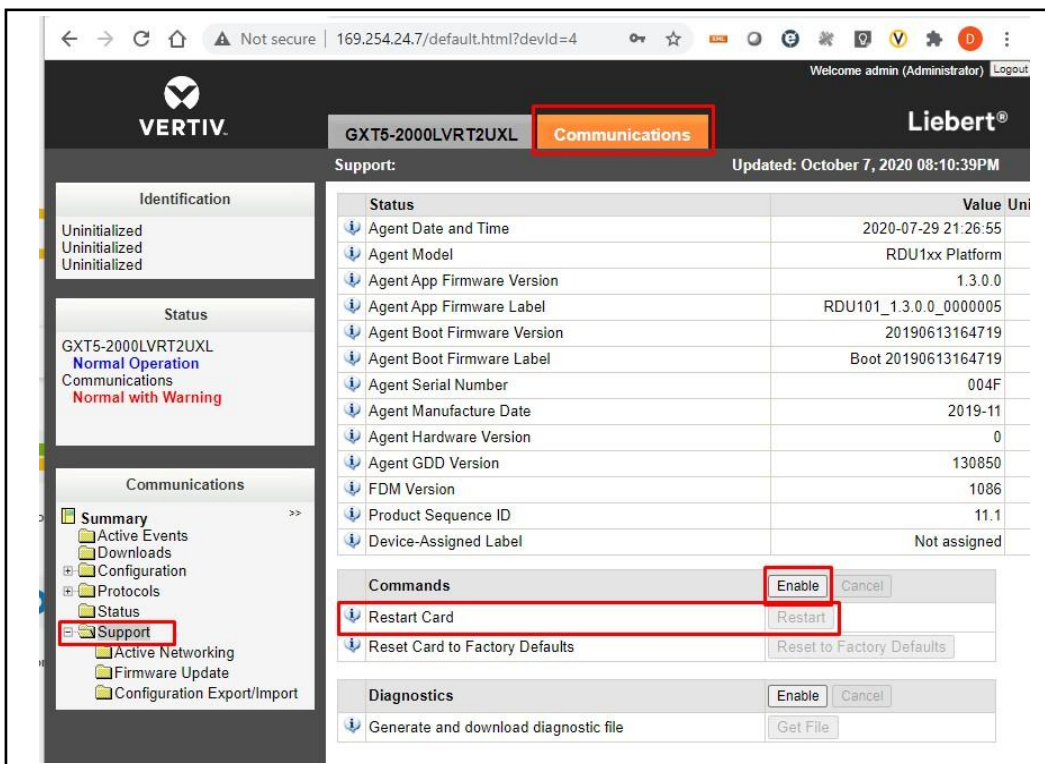 Not secure | 169.254.24.7/default.html?devId=4
Welcome admin (Administrator) Logout
VERTIV.
Liebert®
GXT5-2000LVRT2UXL Communications
Support: Updated: October 7, 2020 08:10:39PM
Identification
Uninitialized
Uninitialized
Uninitialized
Status
GXT5-2000LVRT2UXL
Normal Operation
Communications
Normal with Warning
Communications
Summary >>
Active Events
Downloads
Configuration
Protocols
Status
Support
Active Networking
Firmware Update
Configuration Export/Import
Status Value Uni
Agent Date and Time 2020-07-29 21:26:55
Agent Model RDU1xx Platform
Agent App Firmware Version 1.3.0.0
Agent App Firmware Label RDU101_1.3.0.0_0000005
Agent Boot Firmware Version 20190613164719
Agent Boot Firmware Label Boot 20190613164719
Agent Serial Number 004F
Agent Manufacture Date 2019-11
Agent Hardware Version 0
Agent GDD Version 130850
FDM Version 1086
Product Sequence ID 11.1
Device-Assigned Label Not assigned
Commands Enable Cancel
Restart Card Restart
Reset Card to Factory Defaults Reset to Factory Defaults
Diagnostics Enable Cancel
Generate and download diagnostic file Get File